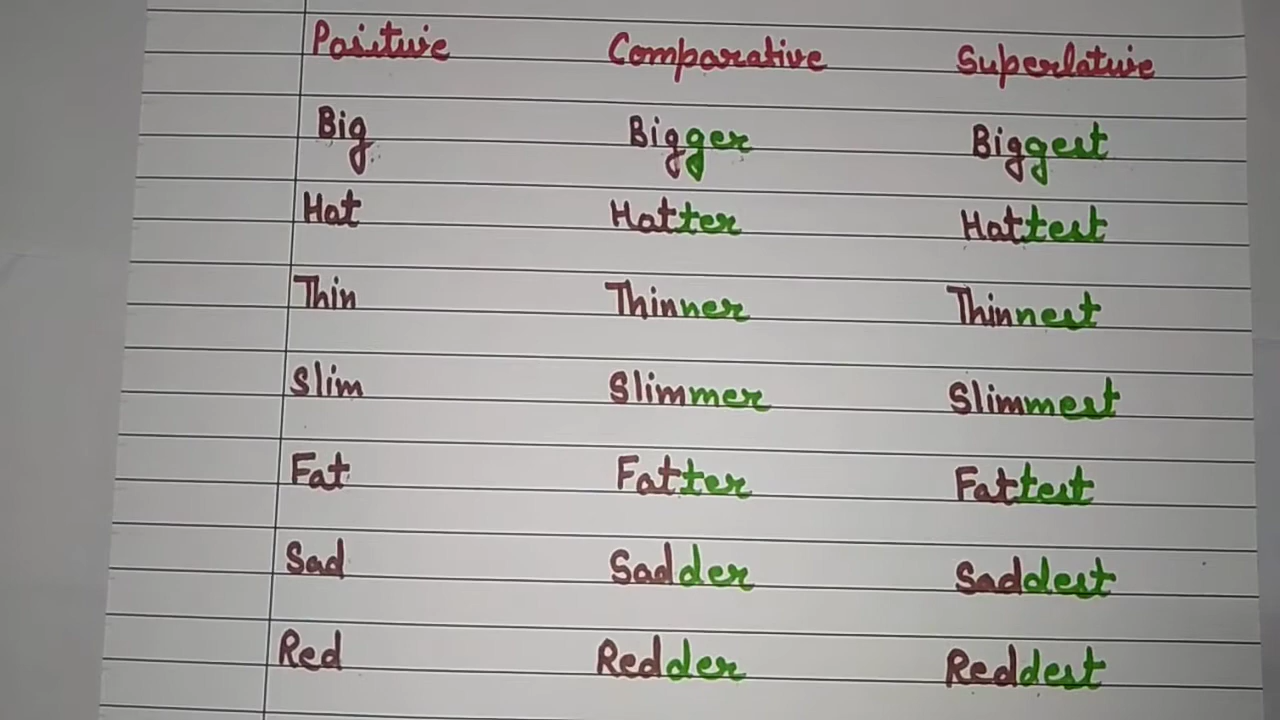 Positive Comparative Superlative
Big Bigger Biggest
Hot Hotter Hottest
Thin Thinner Thinnest
Slim Slimmer Slimmest
Fat Fatter Fattest
Sad Sadder Saddest
Red Redder Reddest